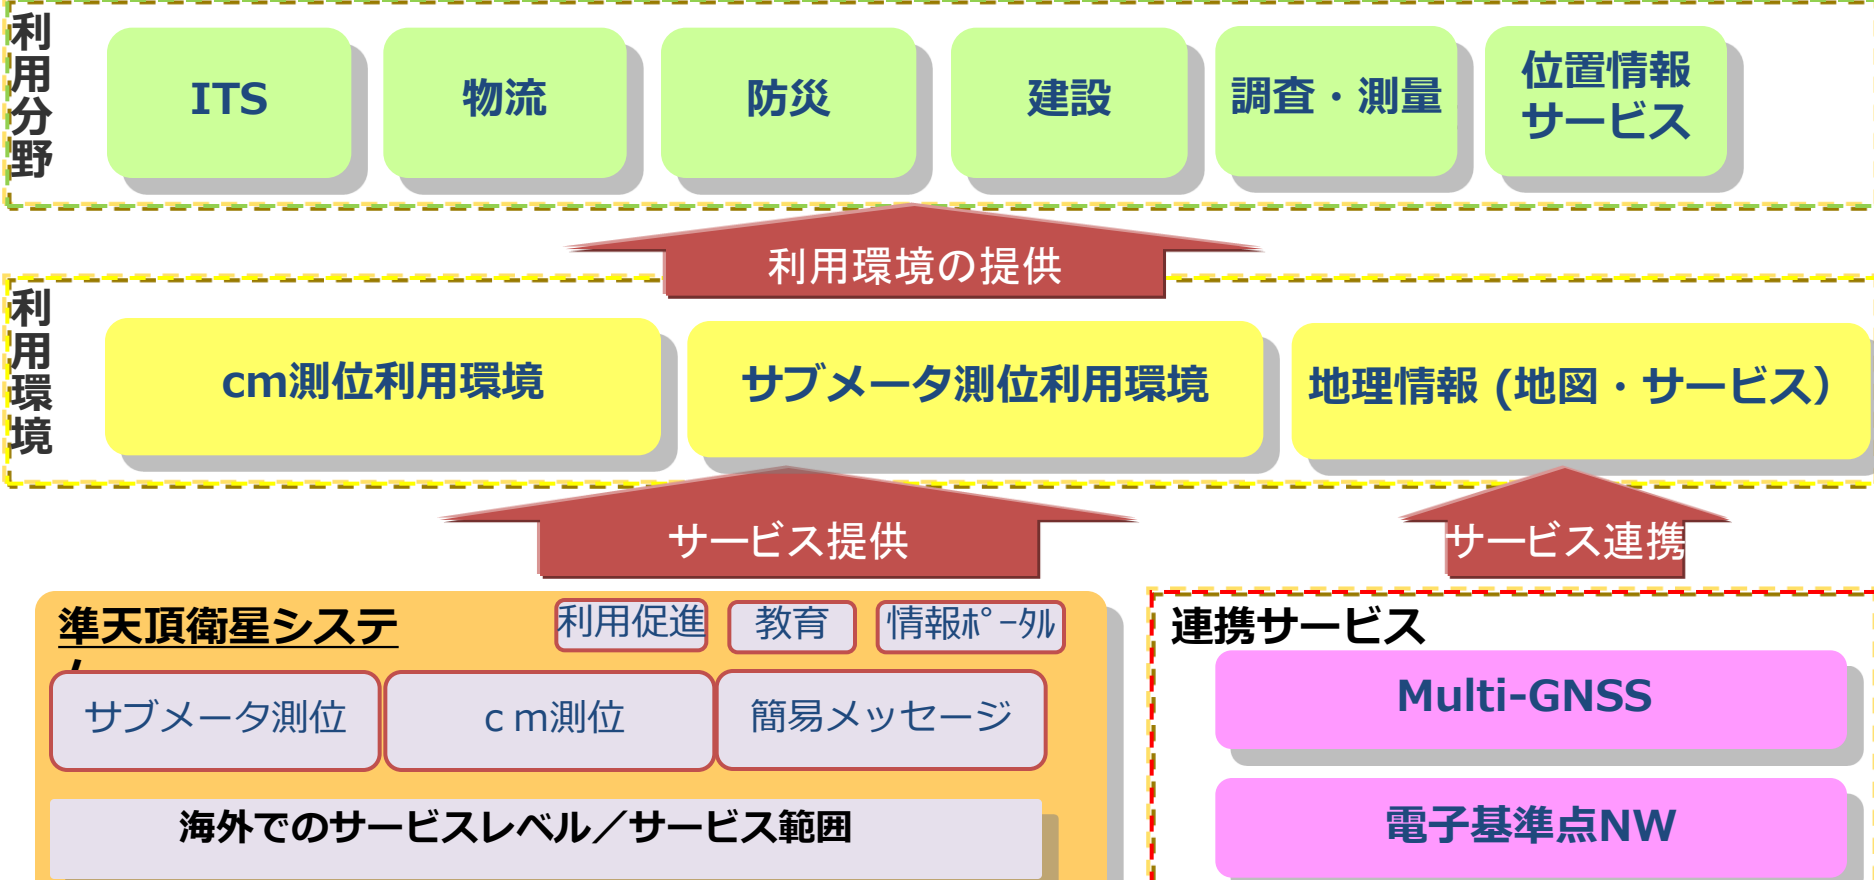 利用分野
ITS
物流
防災
建設
調査・測量
位置情報
サービス
利用環境の提供
利用環境
cm測位利用環境
サブメータ測位利用環境
地理情報 (地図・サービス）
サービス提供
サービス連携
準天頂衛星システ
利用促進
教育
情報ﾎﾟｰﾀﾙ
サブメータ測位
ｃｍ測位
簡易メッセージ
海外でのサービスレベル／サービス範囲
連携サービス
Multi-GNSS
電子基準点NW